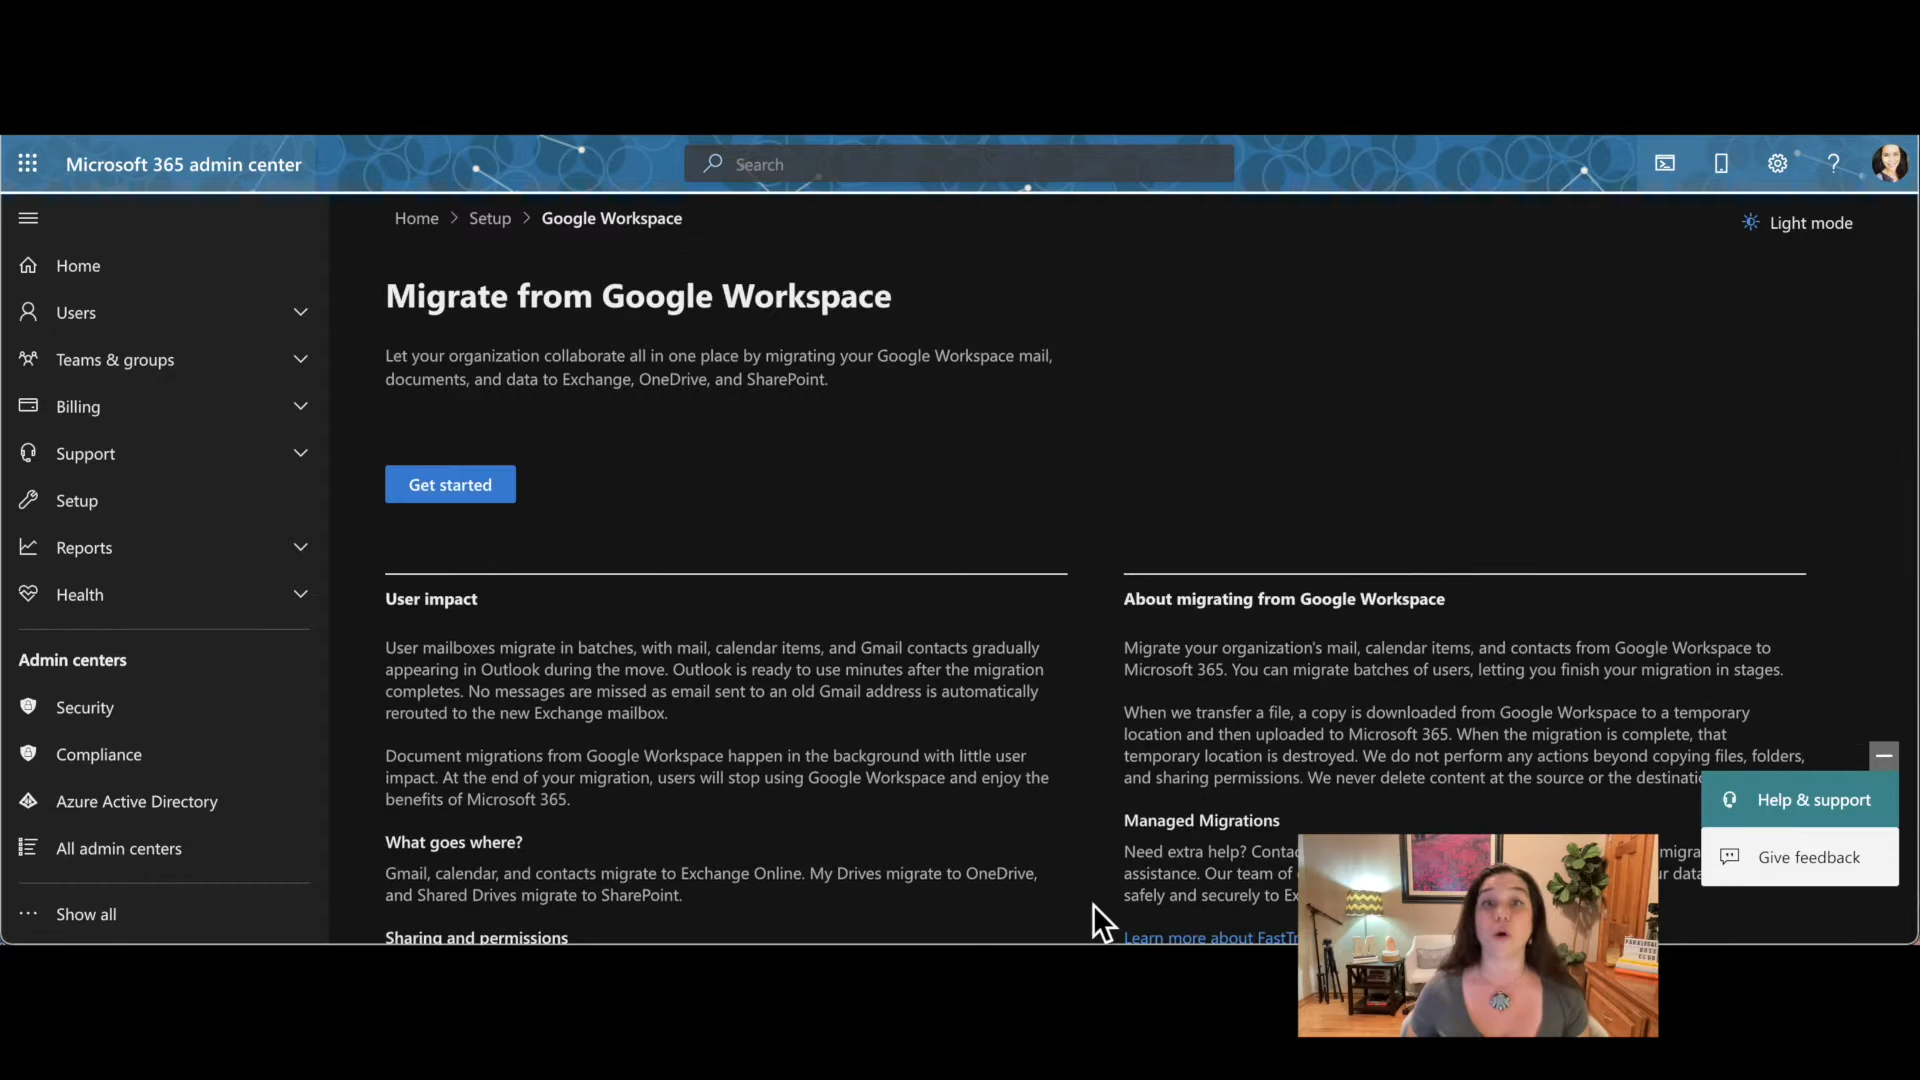 Microsoft 365 admin center
Search
Home
Users
Teams & groups
Billing
Support
Setup
Reports
Health
Admin centers
Security
Compliance
Azure Active Directory
All admin centers
Show all
Home > Setup > Google Workspace
Light mode
Migrate from Google Workspace
Let your organization collaborate all in one place by migrating your Google Workspace mail,
documents, and data to Exchange, OneDrive, and SharePoint.
Get started
User impact
User mailboxes migrate in batches, with mail, calendar items, and Gmail contacts gradually
appearing in Outlook during the move. Outlook is ready to use minutes after the migration
completes. No messages are missed as email sent to an old Gmail address is automatically
rerouted to the new Exchange mailbox.
Document migrations from Google Workspace happen in the background with little user
impact. At the end of your migration, users will stop using Google Workspace and enjoy the
benefits of Microsoft 365.
What goes where?
Gmail, calendar, and contacts migrate to Exchange Online. My Drives migrate to OneDrive,
and Shared Drives migrate to SharePoint.
Sharing and permissions
About migrating from Google Workspace
Migrate your organization's mail, calendar items, and contacts from Google Workspace to
Microsoft 365. You can migrate batches of users, letting you finish your migration in stages.
When we transfer a file, a copy is downloaded from Google Workspace to a temporary
location and then uploaded to Microsoft 365. When the migration is complete, that
temporary location is destroyed. We do not perform any actions beyond copying files, folders,
and sharing permissions. We never delete content at the source or the destinatio
Managed Migrations
Need extra help? Contac migra
assistance. Our team of r data
safely and securely to Ex
Learn more about FastTr
Help & support
Give feedback